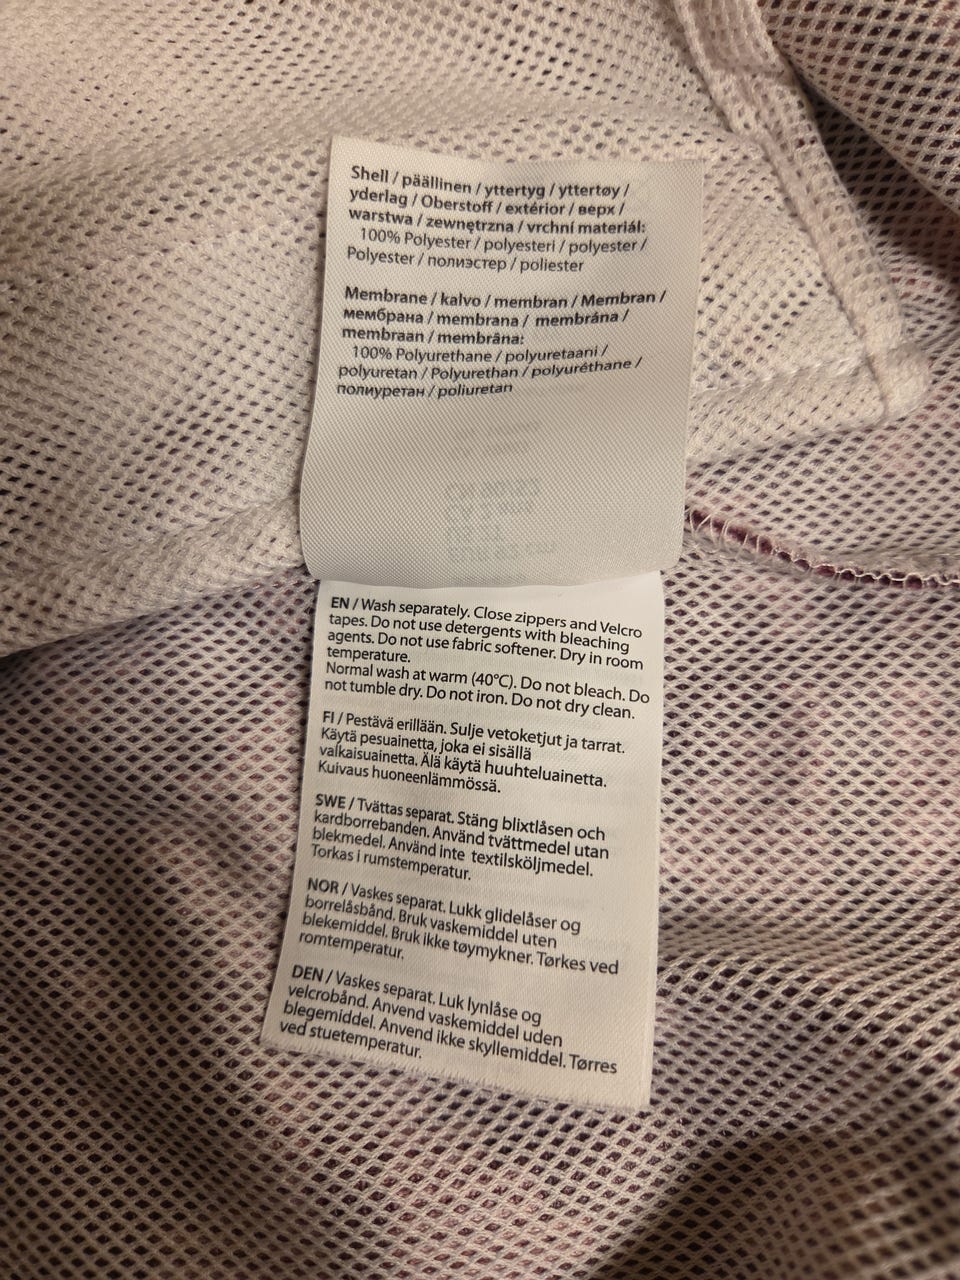 Shell / päällinen / yttertyg / yttertøy /
yderlag / Oberstoff / extérior / верх /
warstwa / zewnętrzna / vrchní materiál:
100% Polyester / polyesteri / polyester /
Polyester / полиэстер / poliester
Membrane / kalvo / membran / Membran /
мембрана / membrana / membrána /
membraan / membrâna:
100% Polyurethane / polyuretaani /
polyuretan / Polyurethan / polyuréthane /
полиуретан / poliuretan
EN / Wash separately. Close zippers and Velcro
tapes. Do not use detergents with bleaching
agents. Do not use fabric softener. Dry in room
temperature.
Normal wash at warm (40°C). Do not bleach. Do
not tumble dry. Do not iron. Do not dry clean.
FI / Pestävä erillään. Sulje vetoketjut ja tarrat.
Käytä pesuainetta, joka ei sisällä
valkaisuainetta. Älä käytä huuhteluainetta.
Kuivaus huoneenlämmössä.
SWE / Tvättas separat. Stäng blixtlåsen och
kardborrebanden. Använd tvättmedel utan
blekmedel. Använd inte textilsköljmedel.
Torkas i rumstemperatur.
NOR / Vaskes separat. Lukk glidelåser og
borrelåsbånd. Bruk vaskemiddel uten
blekemiddel. Bruk ikke tøymykner. Tørkes ved
romtemperatur.
DEN / Vaskes separat. Luk lynlåse og
velcrobånd. Anvend vaskemiddel uden
blegemiddel. Anvend ikke skyllemiddel. Tørres
ved stuetemperatur.